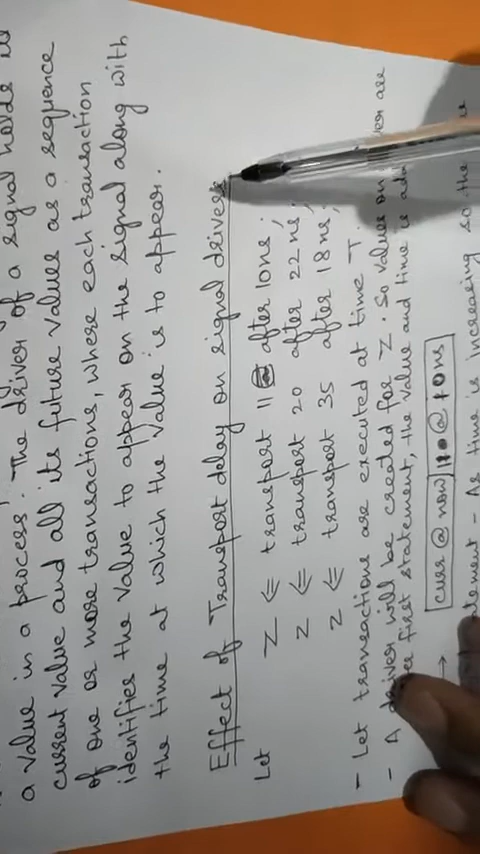 a value in a process. The driver of a signal holds it
current value and all its future values as a sequence
of one or more transactions, where each transaction
identifies the value to appear on the signal along with
the time at which the value is to appear.
Effect of Transport delay on signal drivers
Let Z <= transport 11 after 10ns;
Z <= transport 20 after 22 ns;
Z <= transport 35 after 18ns;
- Let transactions are executed at time T.
- A driver will be created for Z. So values on are
first statement, the value and time is
→ curr @ now 11 @ 10ns
- As time is increasing so the